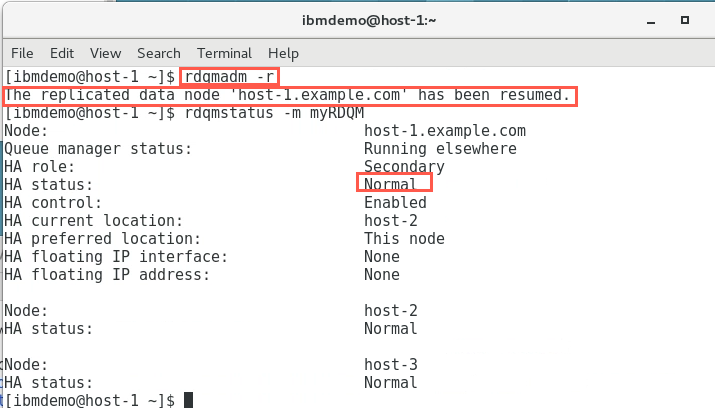 ibmdemo@host-1:~
File Edit View Search Terminal Help
[ibmdemo@host-1 ~]$ rdqmadm -r
The replicated data node 'host-1.example.com' has been resumed.
[ibmdemo@host-1 ~]$ rdqmstatus -m myRDQM
Node: host-1.example.com
Queue manager status: Running elsewhere
HA role: Secondary
HA status: Normal
HA control: Enabled
HA current location: host-2
HA preferred location: This node
HA floating IP interface: None
HA floating IP address: None
Node: host-2
HA status: Normal
Node: host-3
HA status: Normal
[ibmdemo@host-1 ~]$